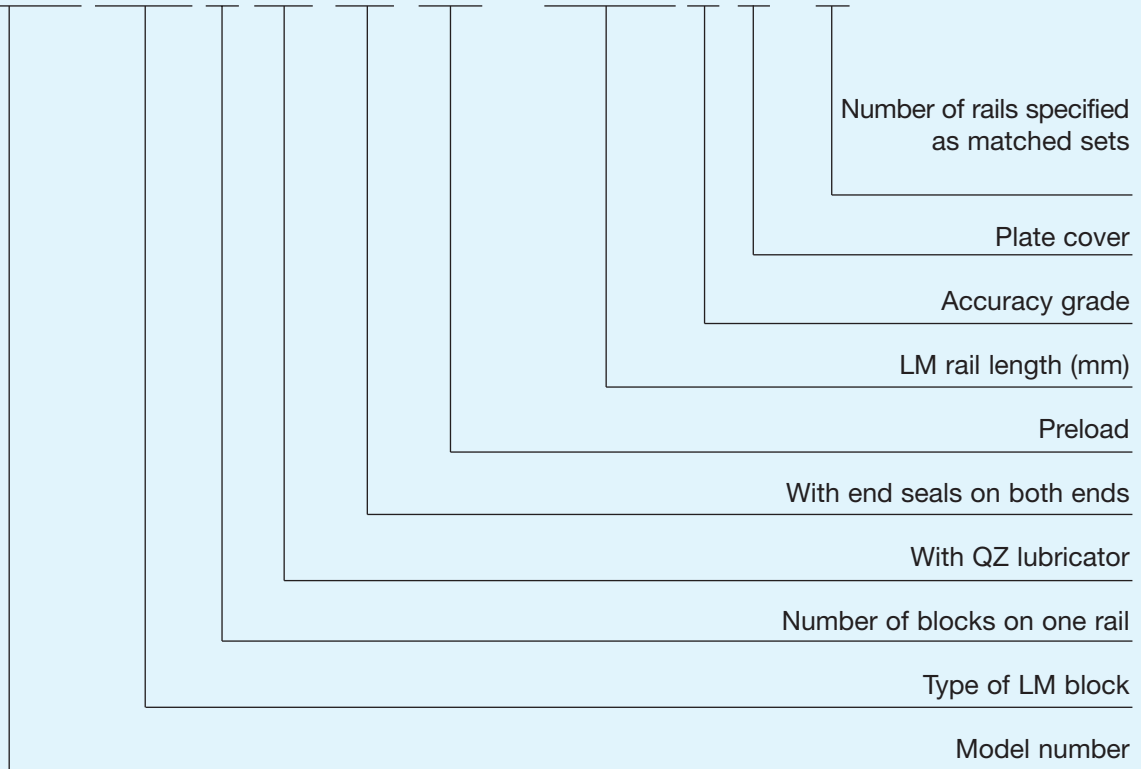 Number of rails specified
as matched sets
Plate cover
Accuracy grade
LM rail length (mm)
Preload
With end seals on both ends
With QZ lubricator
Number of blocks on one rail
Type of LM block
Model number